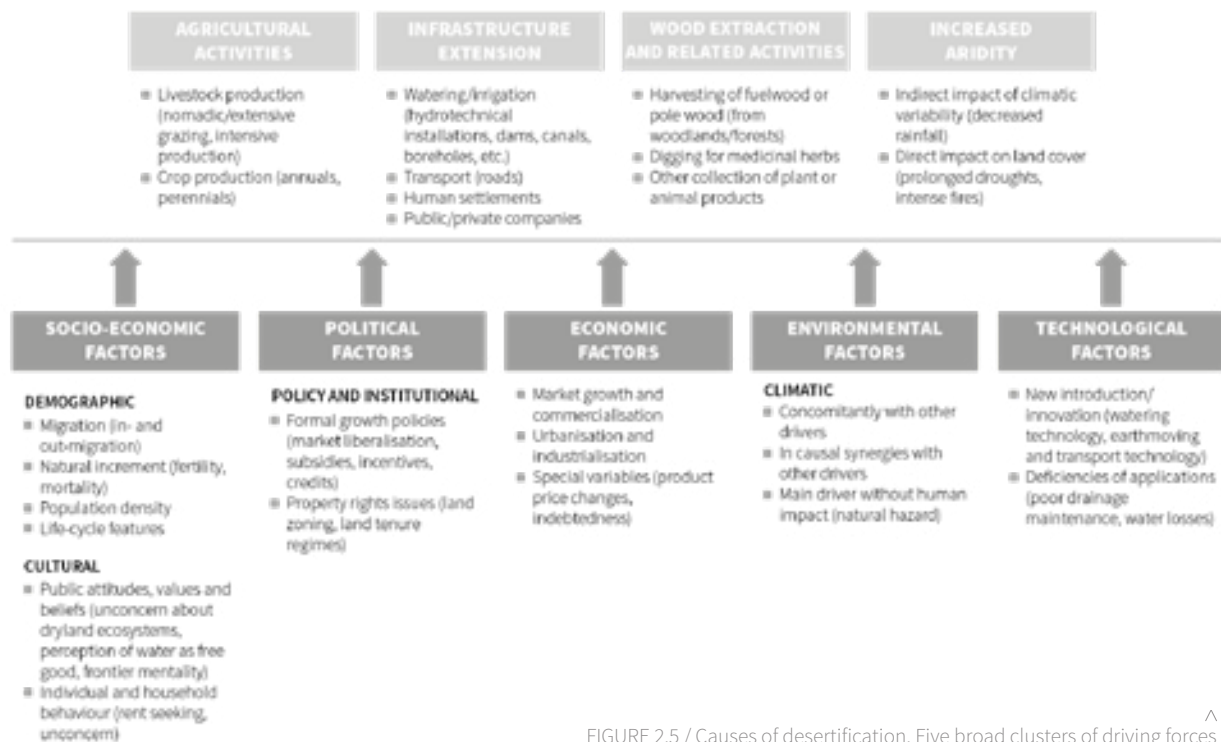 AGRICULTURAL
ACTIVITIES
■ Livestock production
(nomadic/extensive
grazing, intensive
production)
■ Crop production (annuals,
perennials)
INFRASTRUCTURE
EXTENSION
■ Watering/irrigation
(hydrotechnical
installations, dams, canals,
boreholes, etc.)
■ Transport (roads)
■ Human settlements
■ Public/private companies
WOOD EXTRACTION
AND RELATED ACTIVITIES
■ Harvesting of fuelwood or
pole wood (from
woodlands/forests)
■ Digging for medicinal herbs
■ Other collection of plant or
animal products
INCREASED
ARIDITY
■ Indirect impact of climatic
variability (decreased
rainfall)
■ Direct impact on land cover
(prolonged droughts,
intense fires)
SOCIO-ECONOMIC
FACTORS
DEMOGRAPHIC
■ Migration (in- and
out-migration)
■ Natural increment (fertility,
mortality)
■ Population density
■ Life-cycle features
CULTURAL
■ Public attitudes, values and
beliefs (unconcern about
dryland ecosystems,
perception of water as free
good, frontier mentality)
■ Individual and household
behaviour (rent seeking,
unconcern)
POLITICAL
FACTORS
POLICY AND INSTITUTIONAL
■ Formal growth policies
(market liberalisation,
subsidies, incentives,
credits)
■ Property rights issues (land
zoning, land tenure
regimes)
ECONOMIC
FACTORS
■ Market growth and
commercialisation
■ Urbanisation and
industrialisation
■ Special variables (product
price changes,
indebtedness)
ENVIRONMENTAL
FACTORS
CLIMATIC
■ Concomitantly with other
drivers
■ In causal synergies with
other drivers
■ Main driver without human
impact (natural hazard)
TECHNOLOGICAL
FACTORS
■ New introduction/
innovation (watering
technology, earthmoving
and transport technology)
■ Deficiencies of applications
(poor drainage
maintenance, water losses)
FIGURE 2.5 / Causes of desertification. Five broad clusters of driving forces